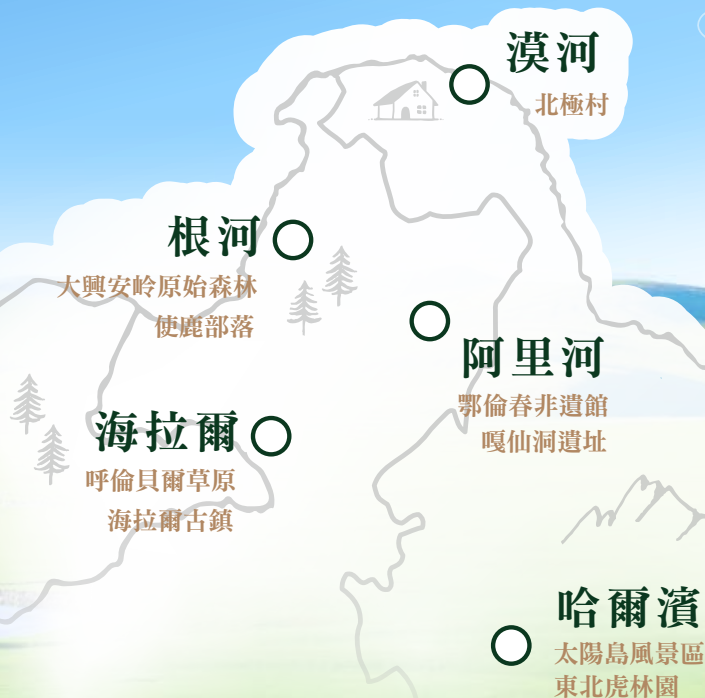 漠河
北極村
根河
大興安岭原始森林
使鹿部落
阿里河
鄂倫春非遺館
嘎仙洞遺址
海拉爾
呼倫貝爾草原
海拉爾古鎮
哈爾濱
太陽島風景區
東北虎林園